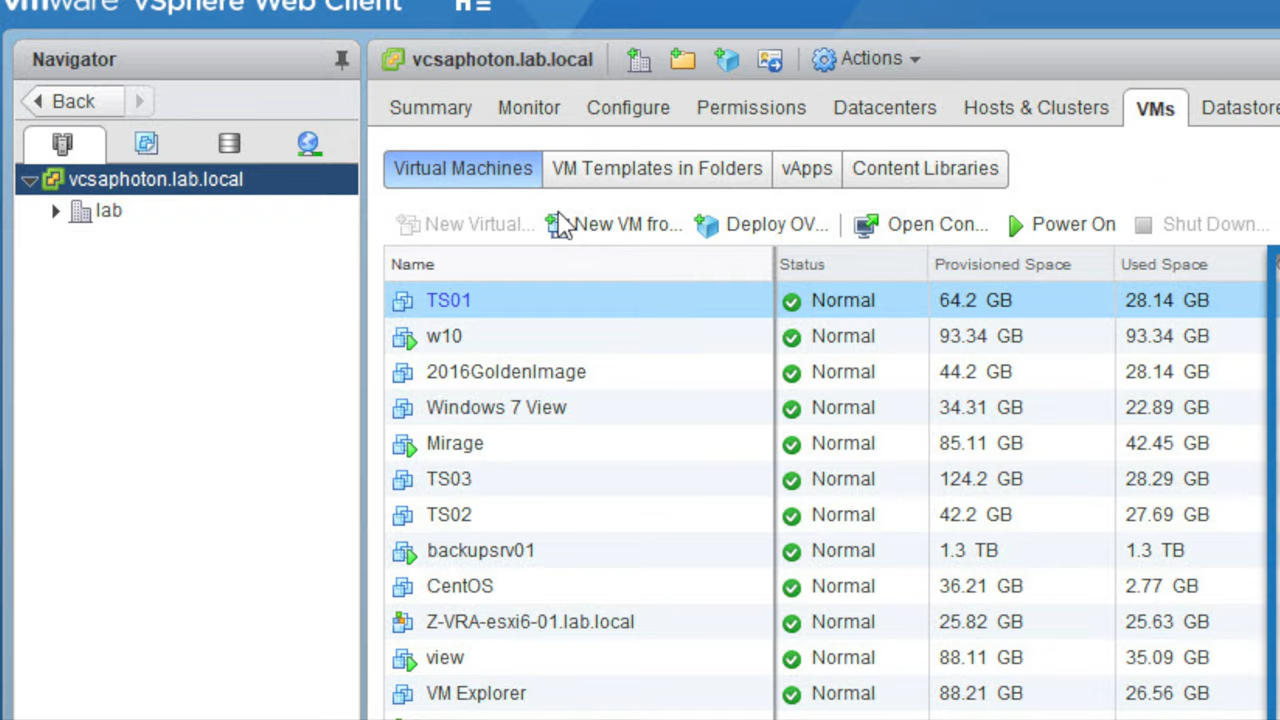 vmware vSphere Web Client
Navigator
Back
vcsaphoton.lab.local
lab
vcsaphoton.lab.local Actions
Summary Monitor Configure Permissions Datacenters Hosts & Clusters VMs Datastore
Virtual Machines VM Templates in Folders vApps Content Libraries
New Virtual... New VM fro... Deploy OV... Open Con... Power On Shut Down...
Name Status Provisioned Space Used Space
TS01 Normal 64.2 GB 28.14 GB
w10 Normal 93.34 GB 93.34 GB
2016GoldenImage Normal 44.2 GB 28.14 GB
Windows 7 View Normal 34.31 GB 22.89 GB
Mirage Normal 85.11 GB 42.45 GB
TS03 Normal 124.2 GB 28.29 GB
TS02 Normal 42.2 GB 27.69 GB
backupsrv01 Normal 1.3 TB 1.3 TB
CentOS Normal 36.21 GB 2.77 GB
Z-VRA-esxi6-01.lab.local Normal 25.82 GB 25.63 GB
view Normal 88.11 GB 35.09 GB
VM Explorer Normal 88.21 GB 26.56 GB